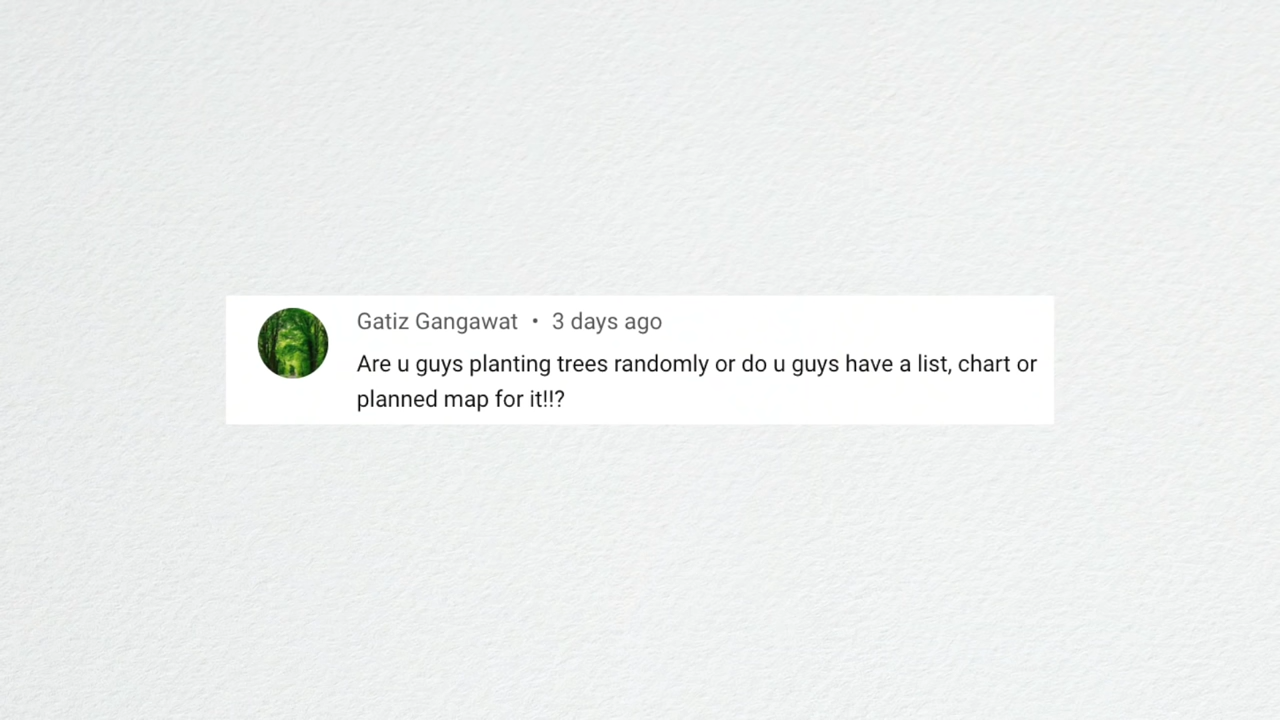 Gatiz Gangawat • 3 days ago
Are u guys planting trees randomly or do u guys have a list, chart or
planned map for it!!?